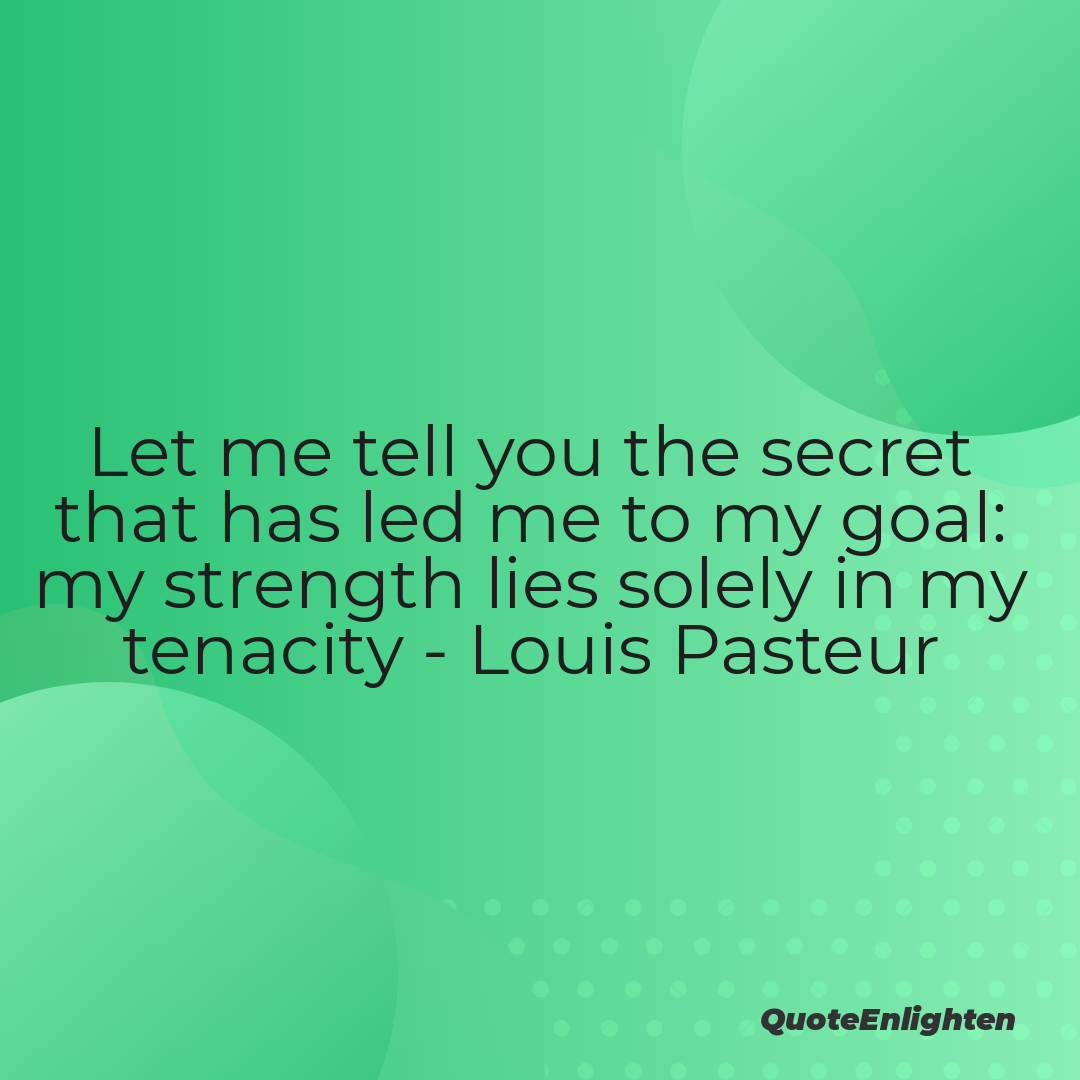 Let me tell you the secret
that has led me to my goal:
my strength lies solely in my
tenacity - Louis Pasteur
QuoteEnlighten